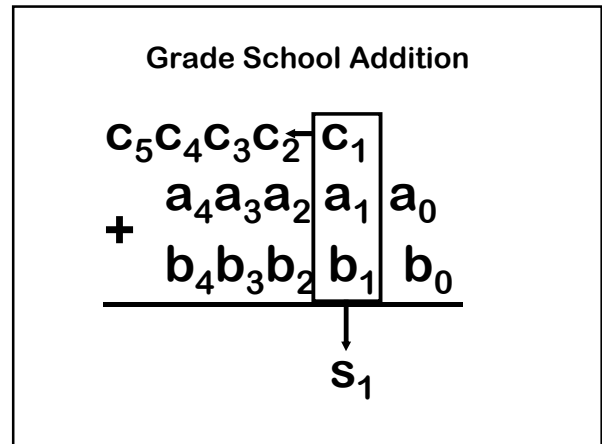 Grade School Addition
c₅c₄c₃c₂ c₁
a₄a₃a₂ a₁ a₀
+
b₄b₃b₂ b₁ b₀
s₁